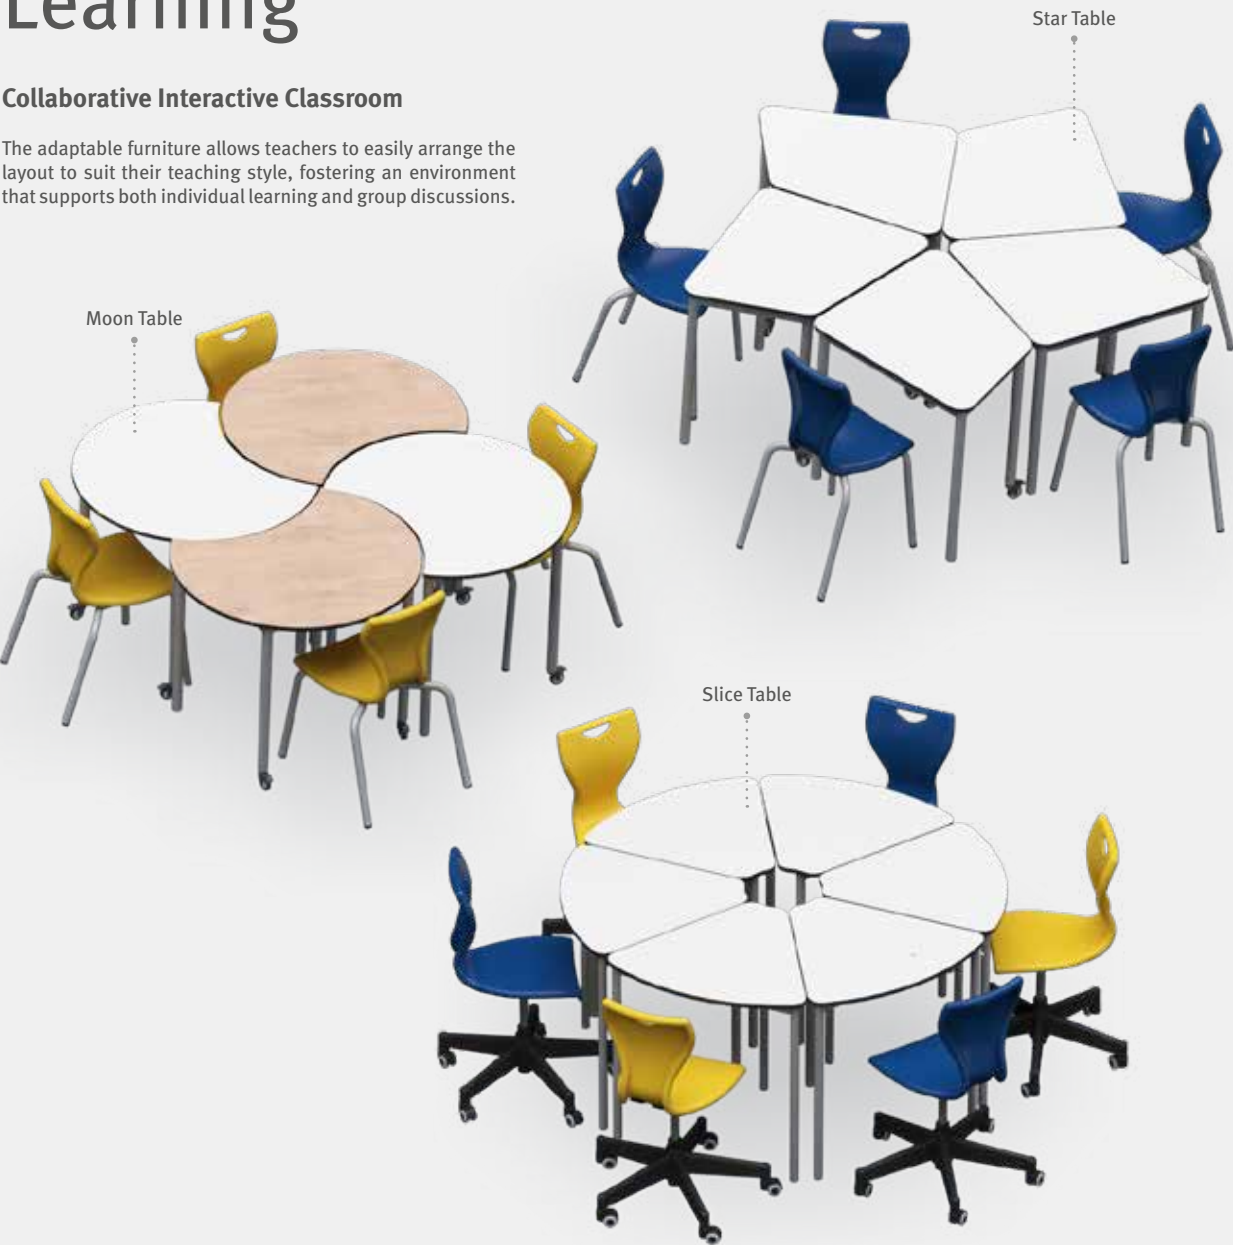 Learning
Collaborative Interactive Classroom
The adaptable furniture allows teachers to easily arrange the
layout to suit their teaching style, fostering an environment
that supports both individual learning and group discussions.
Star Table
Moon Table
Slice Table